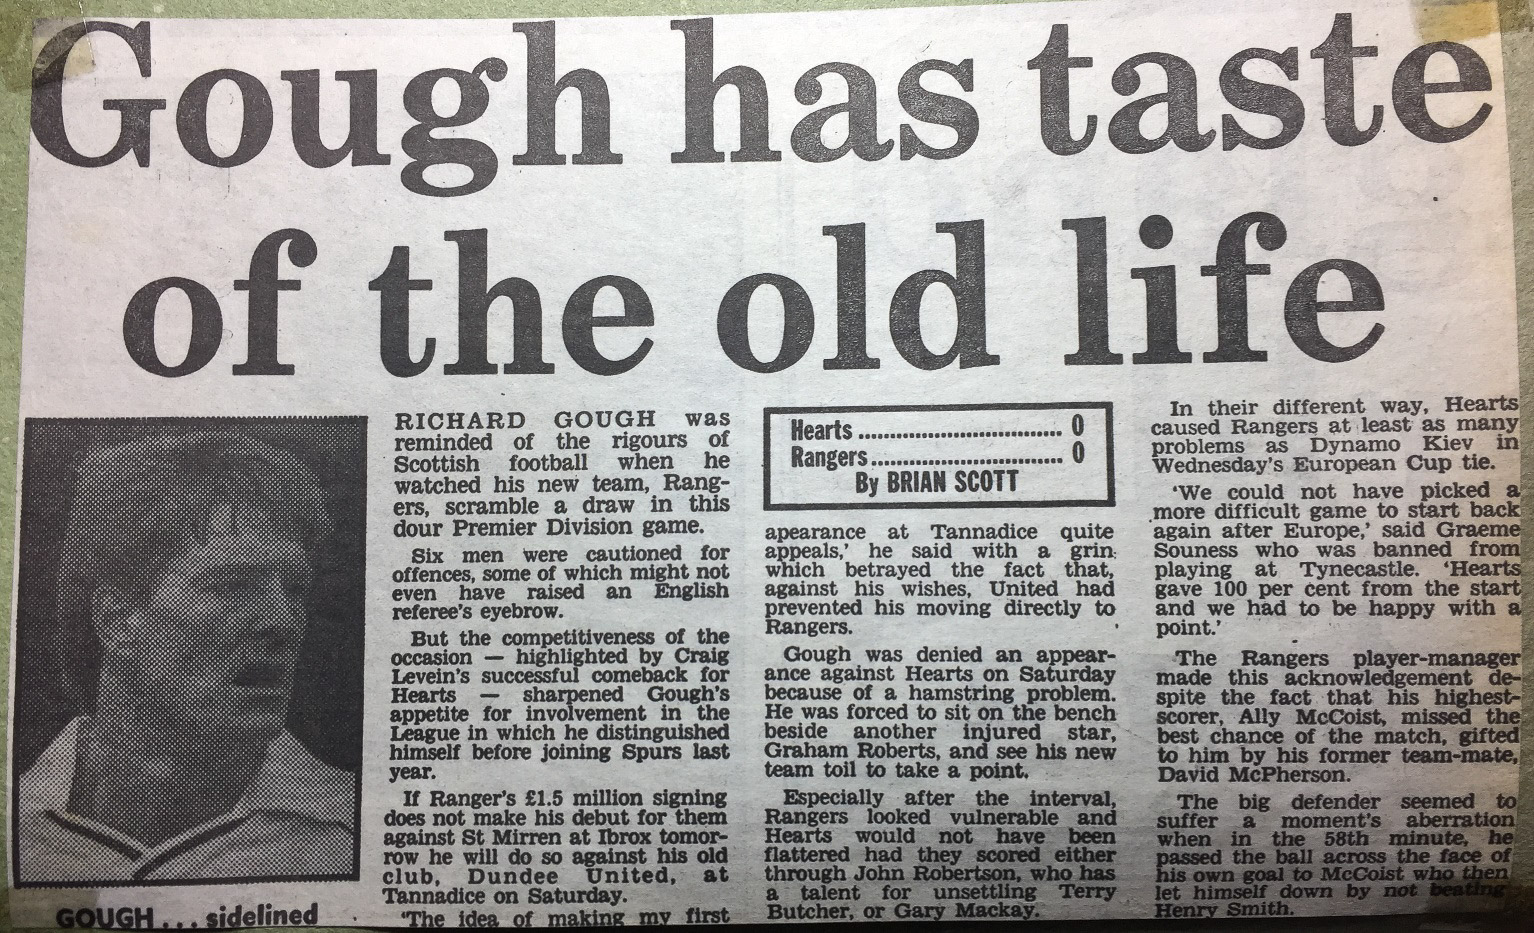 Gough has taste
of the old life
GOUGH . . . sidelined
RICHARD GOUGH was
reminded of the rigours of
Scottish football when he
watched his new team, Rang-
ers, scramble a draw in this
dour Premier Division game.
Six men were cautioned for
offences, some of which might not
even have raised an English
referee's eyebrow.
But the competitiveness of the
occasion — highlighted by Craig
Levein's successful comeback for
Hearts — sharpened Gough's
appetite for involvement in the
League in which he distinguished
himself before joining Spurs last
year.
If Ranger's £1.5 million signing
does not make his debut for them
against St Mirren at Ibrox tomor-
row he will do so against his old
club, Dundee United, at
Tannadice on Saturday.
'The idea of making my first
Hearts ........................................ 0
Rangers ...................................... 0
By BRIAN SCOTT
apearance at Tannadice quite
appeals,' he said with a grin
which betrayed the fact that,
against his wishes, United had
prevented his moving directly to
Rangers.
Gough was denied an appear-
ance against Hearts on Saturday
because of a hamstring problem.
He was forced to sit on the bench
beside another injured star,
Graham Roberts, and see his new
team toil to take a point.
Especially after the interval,
Rangers looked vulnerable and
Hearts would not have been
flattered had they scored either
through John Robertson, who has
a talent for unsettling Terry
Butcher, or Gary Mackay.
In their different way, Hearts
caused Rangers at least as many
problems as Dynamo Kiev in
Wednesday's European Cup tie.
'We could not have picked a
more difficult game to start back
again after Europe,' said Graeme
Souness who was banned from
playing at Tynecastle. 'Hearts
gave 100 per cent from the start
and we had to be happy with a
point.'
The Rangers player-manager
made this acknowledgement de-
spite the fact that his highest-
scorer, Ally McCoist, missed the
best chance of the match, gifted
to him by his former team-mate,
David McPherson.
The big defender seemed to
suffer a moment's aberration
when in the 58th minute, he
passed the ball across the face of
his own goal to McCoist who then
let himself down by not beating
Henry Smith.